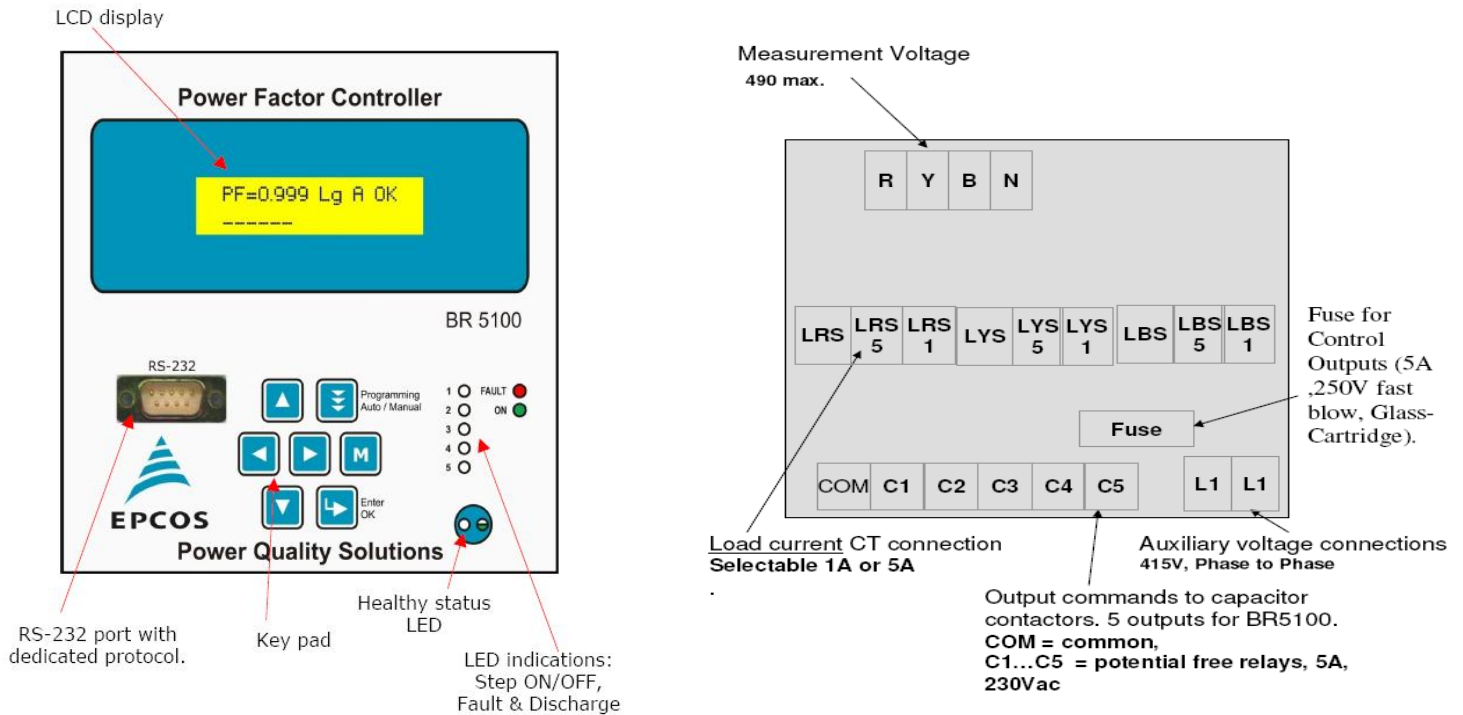 LCD display
Power Factor Controller
PF=0.999 Lg A OK
------
BR 5100
RS-232
Programming
Auto / Manual
M
Enter
OK
1
2
3
4
5
FAULT
ON
EPCOS
Power Quality Solutions
RS-232 port with
dedicated protocol.
Key pad
Healthy status
LED
LED indications:
Step ON/OFF,
Fault & Discharge
Measurement Voltage
490 max.
R Y B N
LRS LRS 5 LRS 1 LYS LYS 5 LYS 1 LBS LBS 5 LBS 1
Fuse for
Control
Outputs (5A
,250V fast
blow, Glass-
Cartridge).
Fuse
COM C1 C2 C3 C4 C5 L1 L1
Load current CT connection
Selectable 1A or 5A
.
Auxiliary voltage connections
415V, Phase to Phase
Output commands to capacitor
contactors. 5 outputs for BR5100.
COM = common,
C1...C5 = potential free relays, 5A,
230Vac